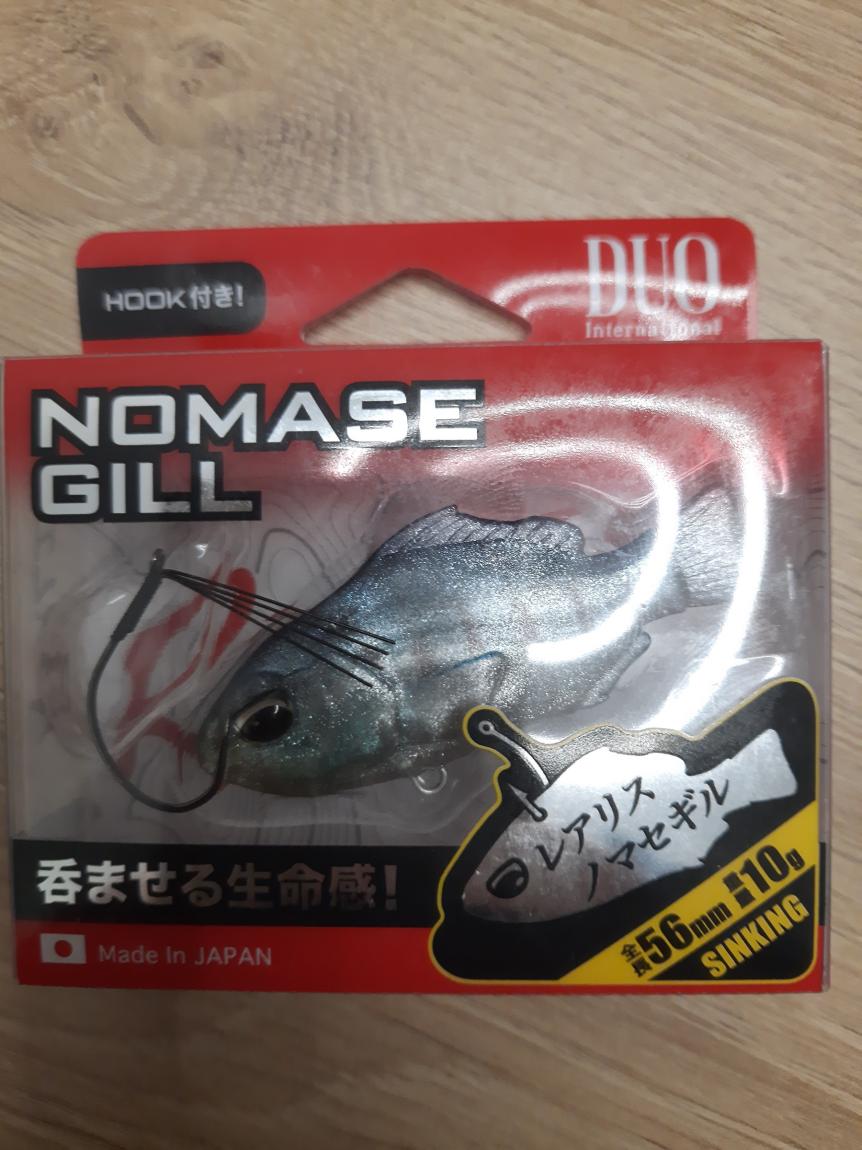 HOOK付き!
DUO
International
NOMASE
GILL
レアリス
ノマセギル
呑ませる生命感!
全長56mm 重量10g
SINKING
Made In JAPAN